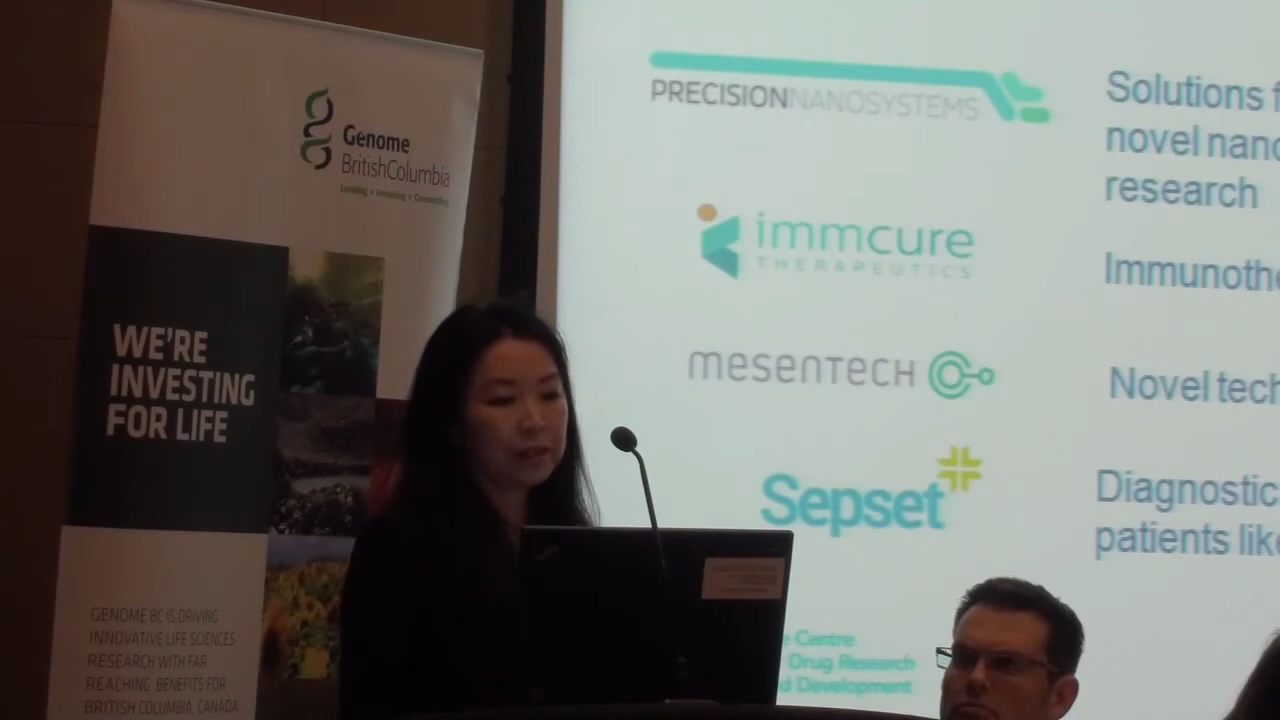 Genome
BritishColumbia
Leading • Investing • Connecting
WE'RE
INVESTING
FOR LIFE
GENOME BC IS DRIVING
INNOVATIVE LIFE SCIENCES
RESEARCH WITH FAR
REACHING BENEFITS FOR
BRITISH COLUMBIA, CANADA
PRECISIONNANOSYSTEMS
Solutions f
novel nano
research
immcure
THERAPEUTICS
Immunothe
mesentech
Novel tech
Sepset
Diagnostic
patients lik
e Centre
Drug Research
d Development